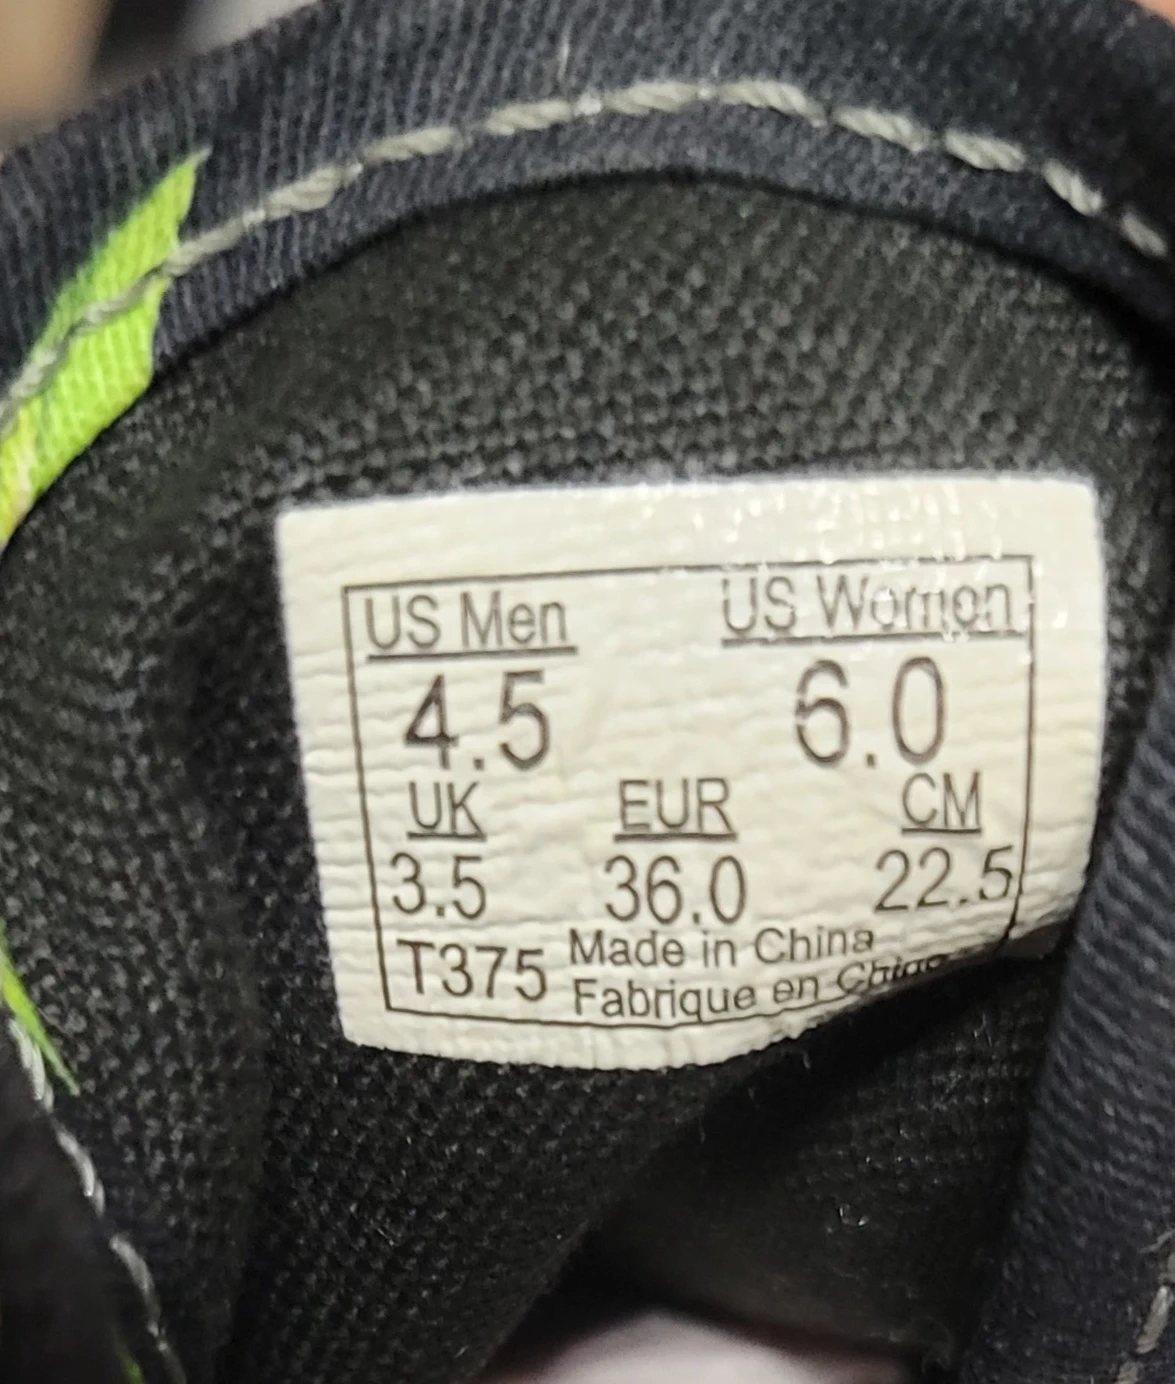 US Men US Women
4.5 6.0
UK EUR CM
3.5 36.0 22.5
T375 Made in China
Fabrique en Chine